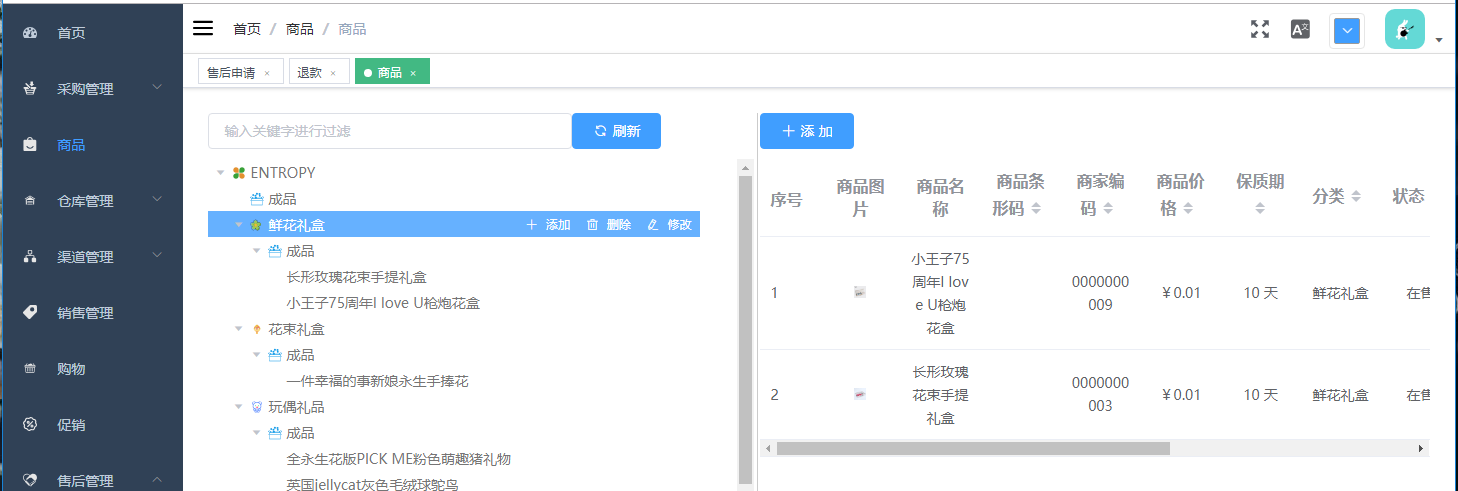 首页
采购管理
商品
仓库管理
渠道管理
销售管理
购物
促销
售后管理
首页 / 商品 / 商品
售后申请 × 退款 × 商品 ×
输入关键字进行过滤 刷新
ENTROPY
成品
鲜花礼盒 添加 删除 修改
成品
长形玫瑰花束手提礼盒
小王子75周年I love U枪炮花盒
花束礼盒
成品
一件幸福的事新娘永生手捧花
玩偶礼品
成品
全永生花版PICK ME粉色萌趣猪礼物
英国jellycat灰色毛绒球鸵鸟
添 加
序号 商品图片 商品名称 商品条形码 商家编码 商品价格 保质期 分类 状态
1 小王子75周年I love U枪炮花盒 0000000009 ￥0.01 10 天 鲜花礼盒 在售
2 长形玫瑰花束手提礼盒 0000000003 ￥0.01 10 天 鲜花礼盒 在售